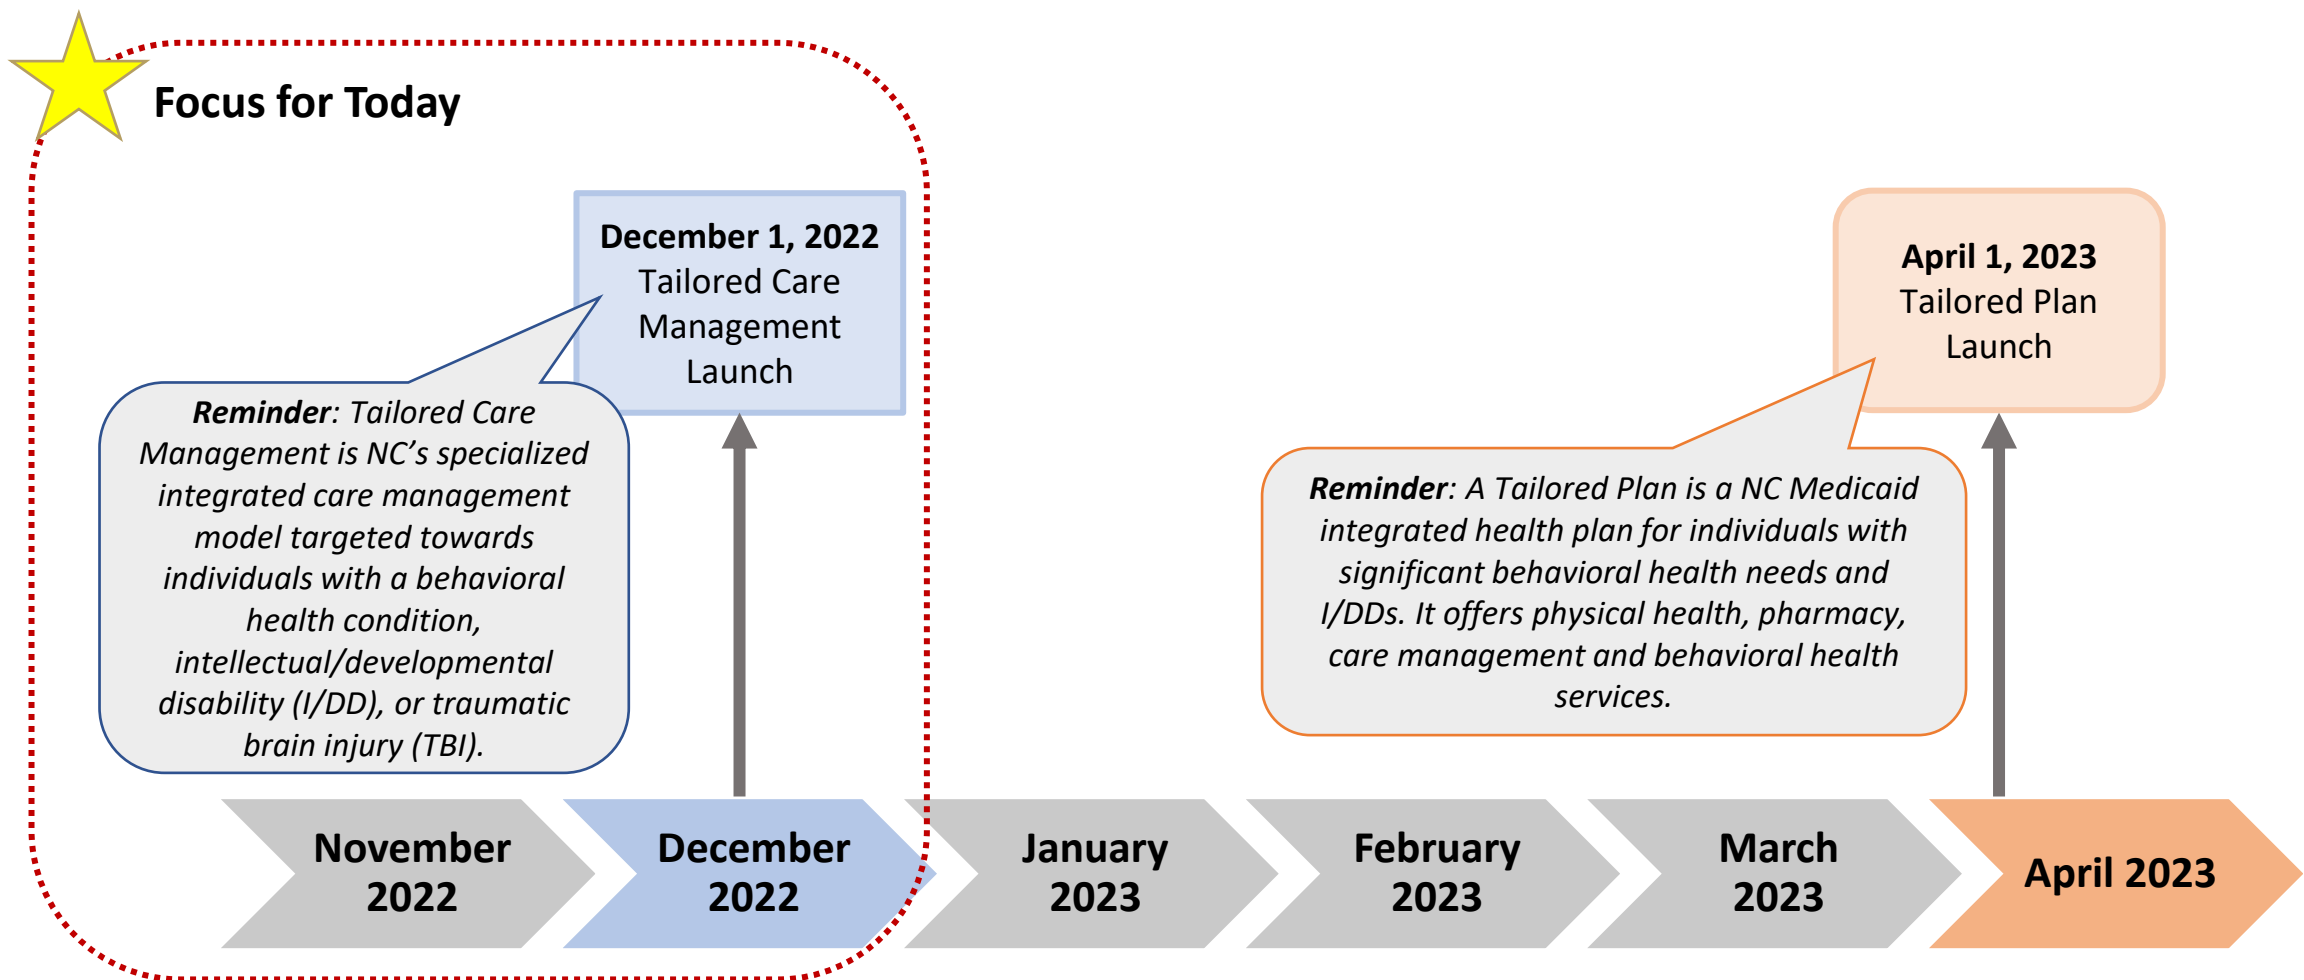 Focus for Today
December 1, 2022
Tailored Care
Management
Launch
Reminder: Tailored Care
Management is NC’s specialized
integrated care management
model targeted towards
individuals with a behavioral
health condition,
intellectual/developmental
disability (I/DD), or traumatic
brain injury (TBI).
April 1, 2023
Tailored Plan
Launch
Reminder: A Tailored Plan is a NC Medicaid
integrated health plan for individuals with
significant behavioral health needs and
I/DDs. It offers physical health, pharmacy,
care management and behavioral health
services.
November
2022
December
2022
January
2023
February
2023
March
2023
April 2023